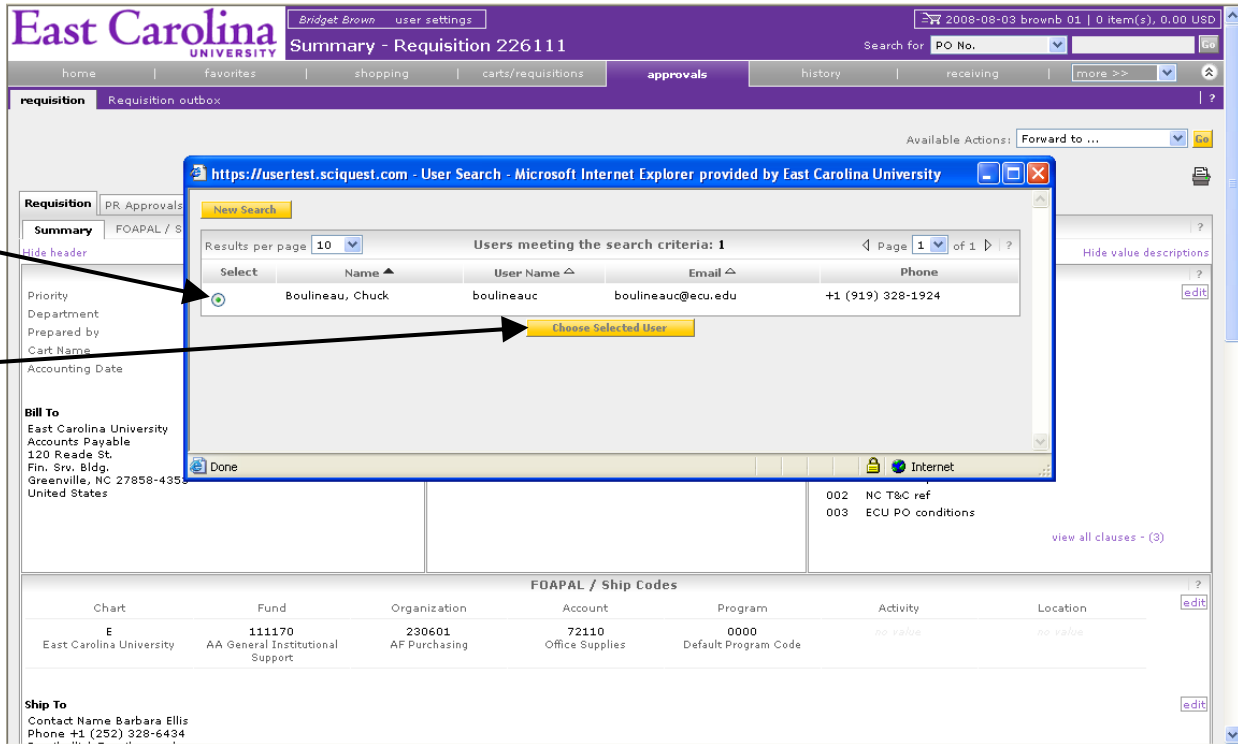 East Carolina
UNIVERSITY
Bridget Brown user settings
2008-08-03 brownb 01 | 0 item(s), 0.00 USD
Summary - Requisition 226111
Search for PO No. Go
home | favorites | shopping | carts/requisitions approvals history | receiving | more >>
requisition Requisition outbox | ?
Available Actions: Forward to ... Go
https://usertest.sciquest.com - User Search - Microsoft Internet Explorer provided by East Carolina University
Requisition PR Approvals
New Search
Summary FOAPAL / S ?
Hide header
Results per page 10 Users meeting the search criteria: 1 Page 1 of 1 ?
Hide value descriptions
Select Name User Name Email Phone
?
Boulineau, Chuck boulineauc boulineauc@ecu.edu +1 (919) 328-1924
edit
Choose Selected User
Priority
Department
Prepared by
Cart Name
Accounting Date
Bill To
East Carolina University
Accounts Payable
120 Reade St.
Fin. Srv. Bldg.
Greenville, NC 27858-4353
United States
Done Internet
002 NC T&C ref
003 ECU PO conditions
view all clauses - (3)
FOAPAL / Ship Codes ?
Chart Fund Organization Account Program Activity Location edit
E 111170 230601 72110 0000 no value no value
East Carolina University AA General Institutional AF Purchasing Office Supplies Default Program Code
Support
Ship To edit
Contact Name Barbara Ellis
Phone +1 (252) 328-6434